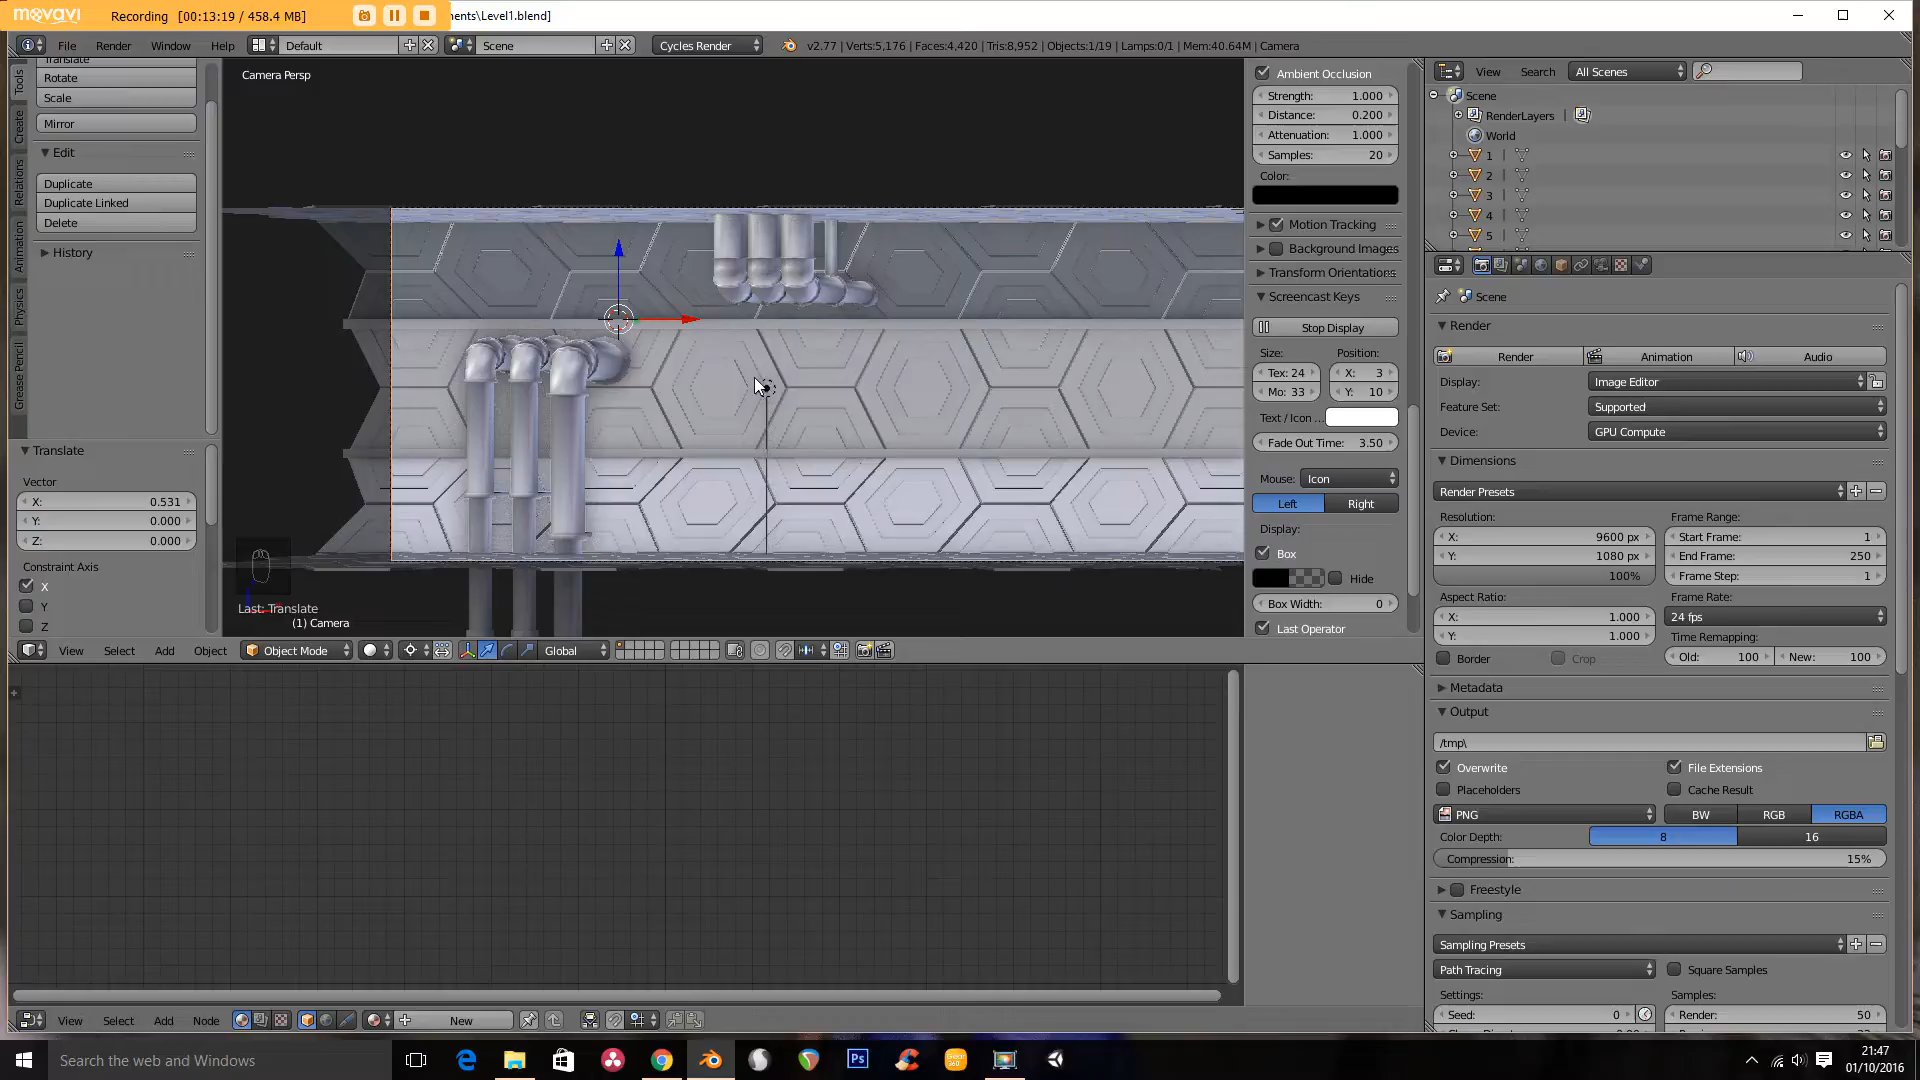 movavi Recording [00:13:19 / 458.4 MB] ments\Level1.blend]
File Render Window Help Default Scene Cycles Render v2.77 | Verts:5,176 | Faces:4,420 | Tris:8,952 | Objects:1/19 | Lamps:0/1 | Mem:40.64M | Camera
Translate
Rotate
Scale
Mirror
Edit
Duplicate
Duplicate Linked
Delete
History
Tools
Create
Relations
Animation
Physics
Grease Pencil
Translate
Vector
X: 0.531
Y: 0.000
Z: 0.000
Constraint Axis
X
Y
Z
Camera Persp
Last: Translate
(1) Camera
Ambient Occlusion
Strength: 1.000
Distance: 0.200
Attenuation: 1.000
Samples: 20
Color:
Motion Tracking
Background Images
Transform Orientations
Screencast Keys
Stop Display
Size: Position:
Tex: 24 X: 3
Mo: 33 Y: 10
Text / Icon ...
Fade Out Time: 3.50
Mouse: Icon
Left Right
Display:
Box
Hide
Box Width: 0
Last Operator
View Select Add Object Object Mode Global
View Select Add Node New
View Search All Scenes
Scene
RenderLayers |
World
1 |
2 |
3 |
4 |
5 |
Scene
Render
Render Animation Audio
Display: Image Editor
Feature Set: Supported
Device: GPU Compute
Dimensions
Render Presets
Resolution: Frame Range:
X: 9600 px Start Frame: 1
Y: 1080 px End Frame: 250
100% Frame Step: 1
Aspect Ratio: Frame Rate:
X: 1.000 24 fps
Y: 1.000 Time Remapping:
Border Crop Old: 100 New: 100
Metadata
Output
/tmp\
Overwrite File Extensions
Placeholders Cache Result
PNG BW RGB RGBA
Color Depth: 8 16
Compression: 15%
Freestyle
Sampling
Sampling Presets
Path Tracing Square Samples
Settings: Samples:
Seed: 0 Render: 50
Search the web and Windows Ps 21:47
01/10/2016